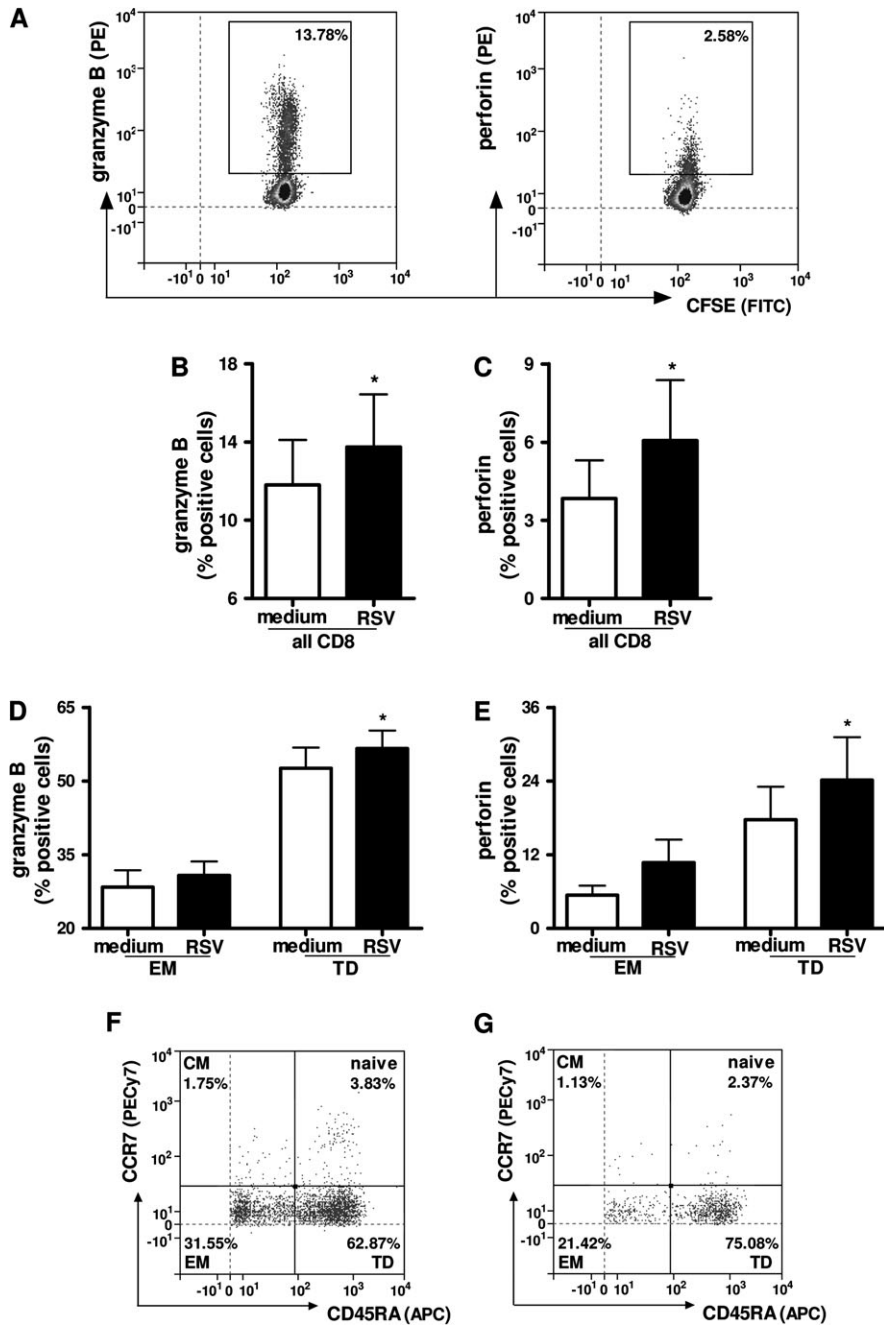 A
granzyme B (PE)
10⁴
10³
10²
10¹
0
-10¹
13.78%
-10¹ 0 10¹ 10² 10³ 10⁴
perforin (PE)
10⁴
10³
10²
10¹
0
-10¹
2.58%
-10¹ 0 10¹ 10² 10³ 10⁴
CFSE (FITC)
B
granzyme B
(% positive cells)
18
14
10
6
*
medium RSV
all CD8
C
perforin
(% positive cells)
9
6
3
0
*
medium RSV
all CD8
D
granzyme B
(% positive cells)
65
50
35
20
*
medium RSV medium RSV
EM TD
E
perforin
(% positive cells)
36
24
12
0
*
medium RSV medium RSV
EM TD
F
CCR7 (PECy7)
10⁴
10³
10²
10¹
0
-10¹
CM naive
1.75% 3.83%
31.55% 62.87%
EM TD
-10¹ 0 10¹ 10² 10³ 10⁴
CD45RA (APC)
G
CCR7 (PECy7)
10⁴
10³
10²
10¹
0
-10¹
CM naive
1.13% 2.37%
21.42% 75.08%
EM TD
-10¹ 0 10¹ 10² 10³ 10⁴
CD45RA (APC)